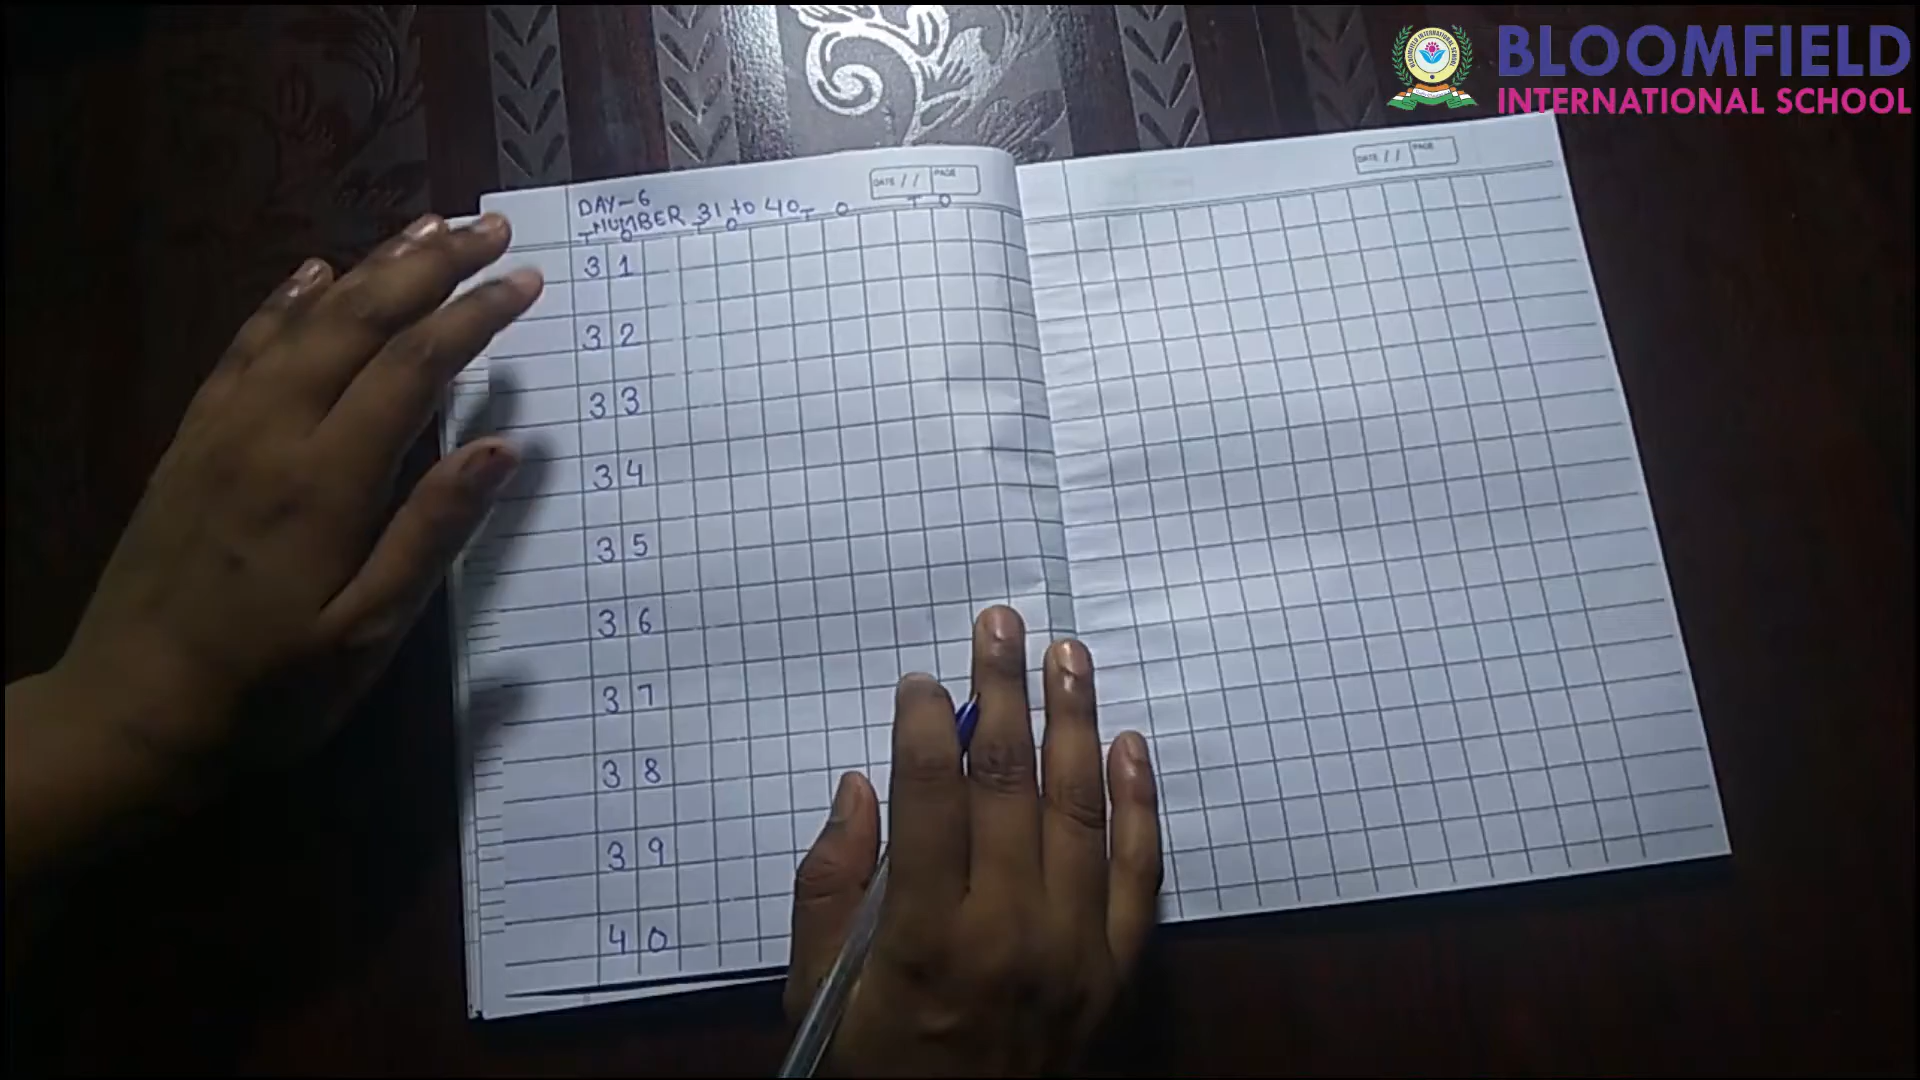 BLOOMFIELD
INTERNATIONAL SCHOOL
DATE / / PAGE
DATE / / PAGE
DAY-6
NUMBER 31 to 40
T O T O T O T O
31
32
33
34
35
36
37
38
39
40